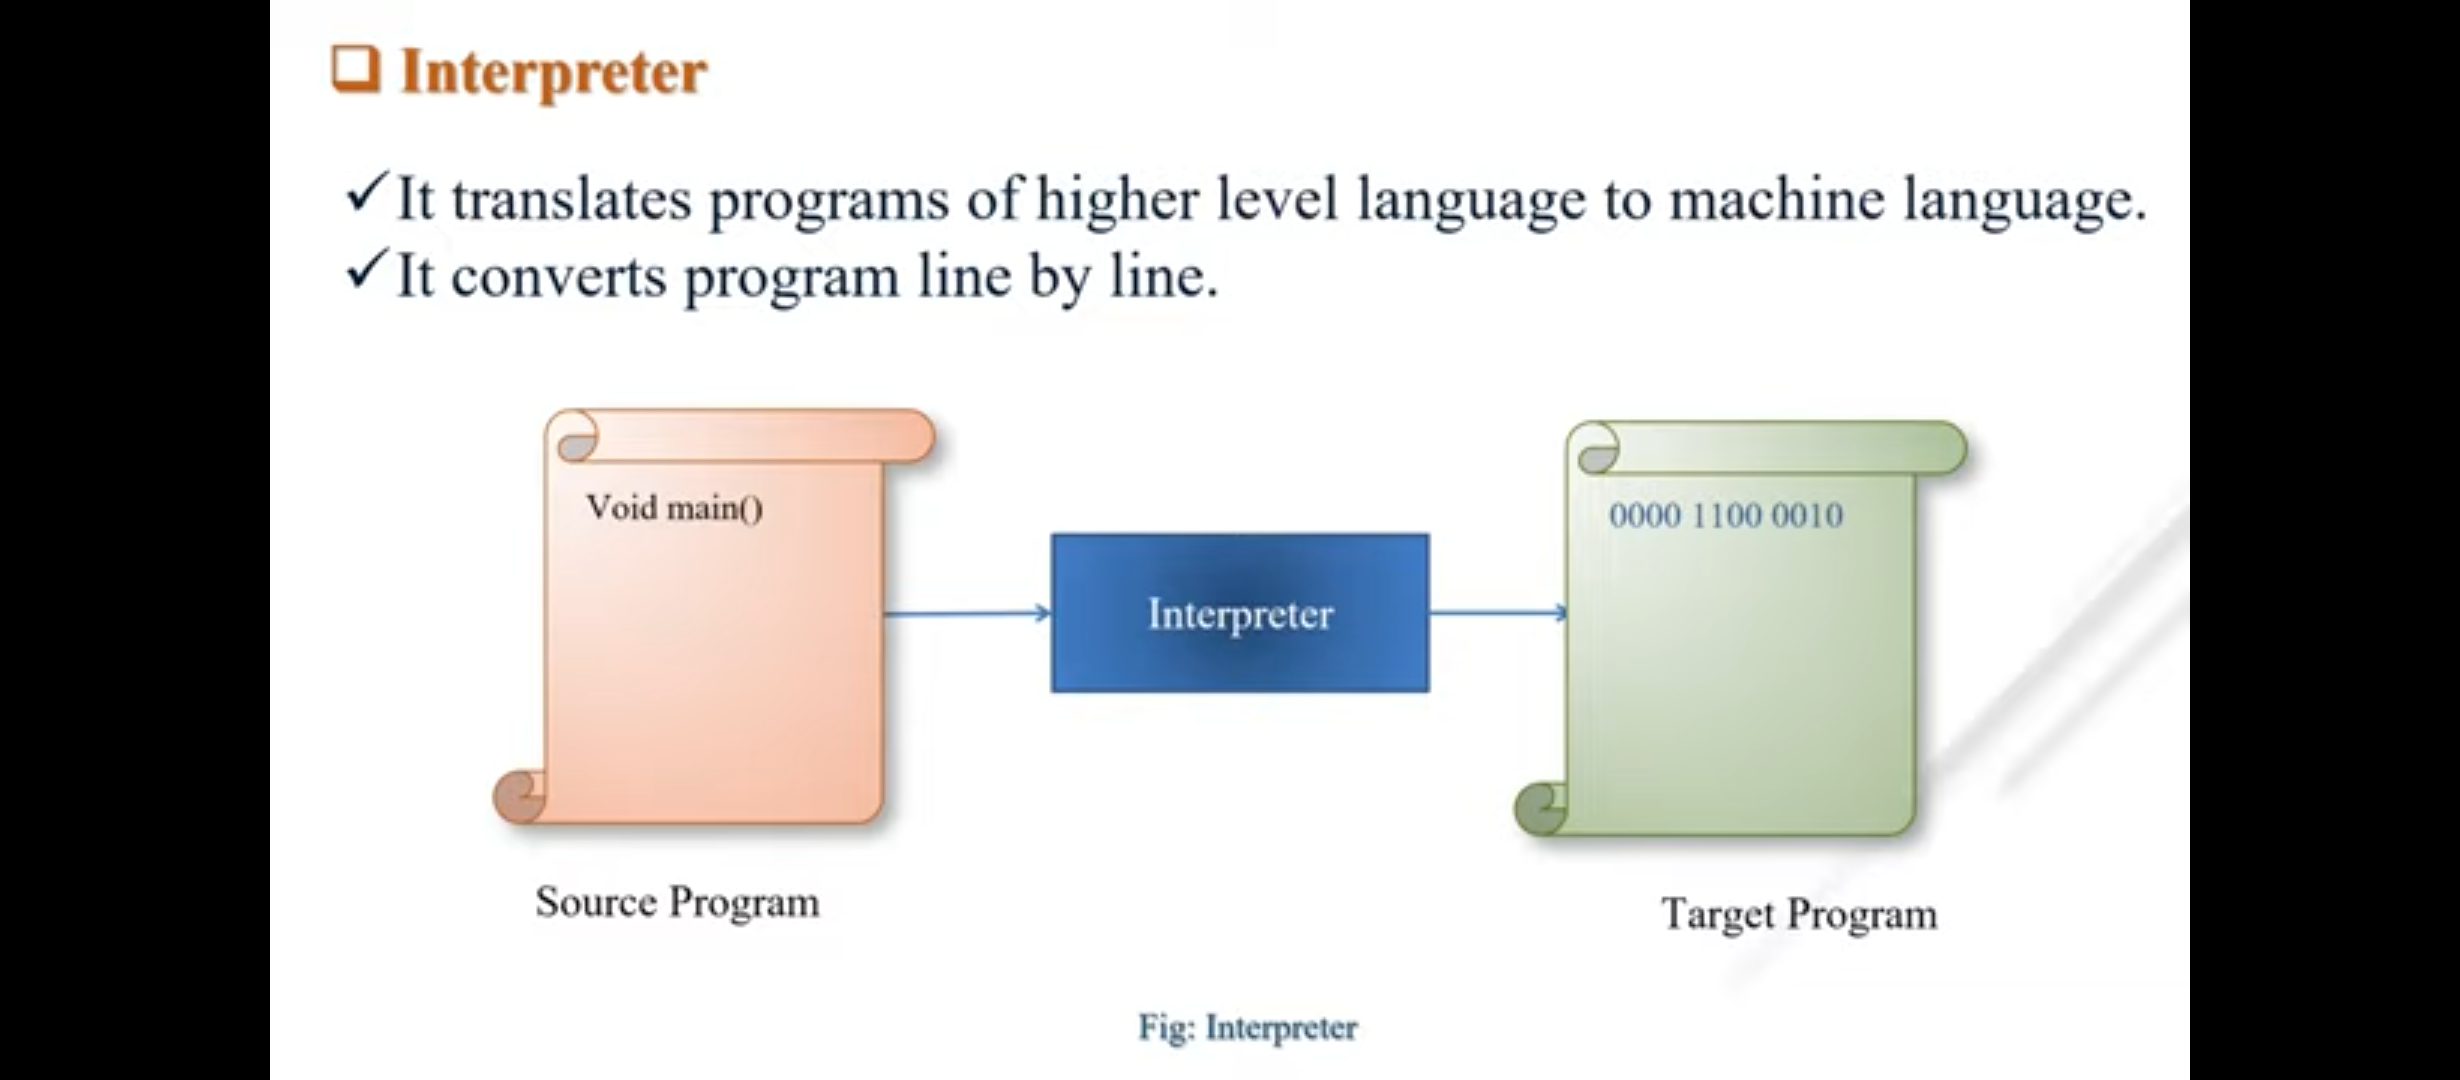 Interpreter
It translates programs of higher level language to machine language.
It converts program line by line.
Void main()
Interpreter
0000 1100 0010
Source Program
Target Program
Fig: Interpreter